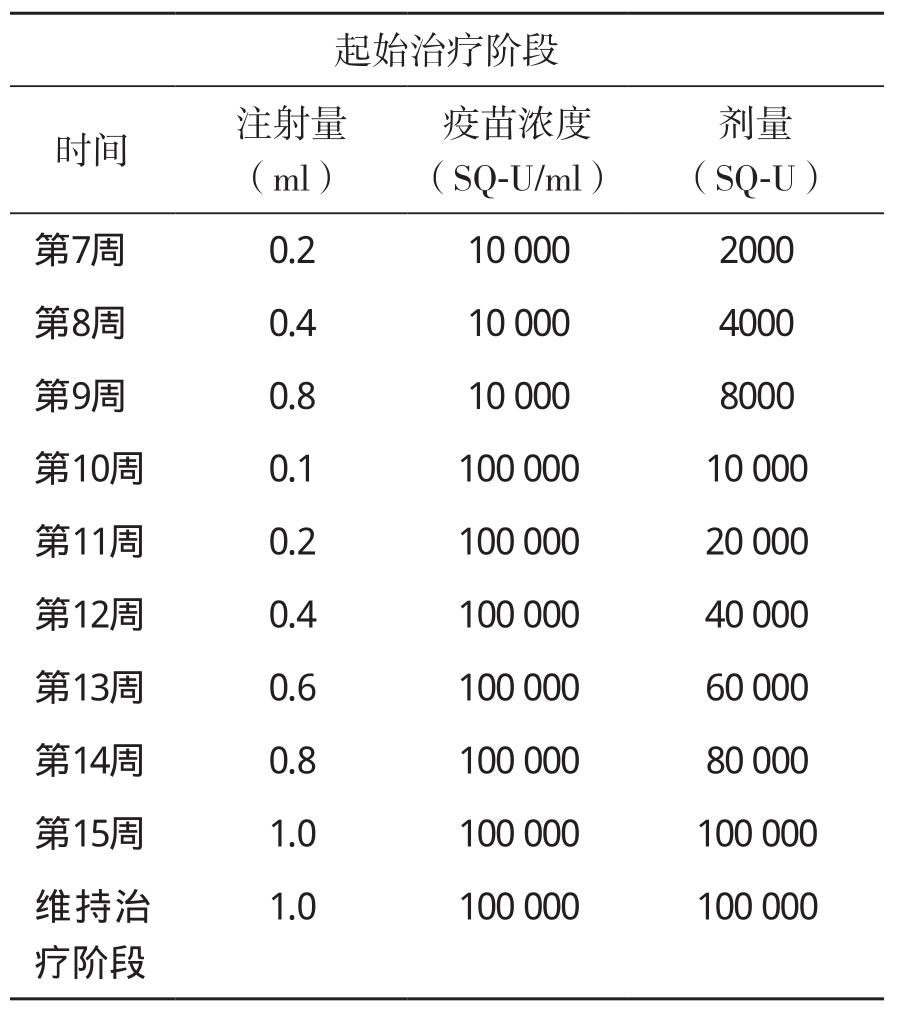 起始治疗阶段
时间 注射量（ml） 疫苗浓度（SQ-U/ml） 剂量（SQ-U）
第7周 0.2 10 000 2000
第8周 0.4 10 000 4000
第9周 0.8 10 000 8000
第10周 0.1 100 000 10 000
第11周 0.2 100 000 20 000
第12周 0.4 100 000 40 000
第13周 0.6 100 000 60 000
第14周 0.8 100 000 80 000
第15周 1.0 100 000 100 000
维持治 1.0 100 000 100 000
疗阶段